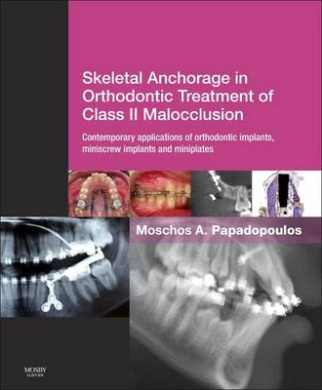 Skeletal Anchorage in
Orthodontic Treatment of
Class II Malocclusion
Contemporary applications of orthodontic implants,
miniscrew implants and miniplates
Moschos A. Papadopoulos
MOSBY
ELSEVIER